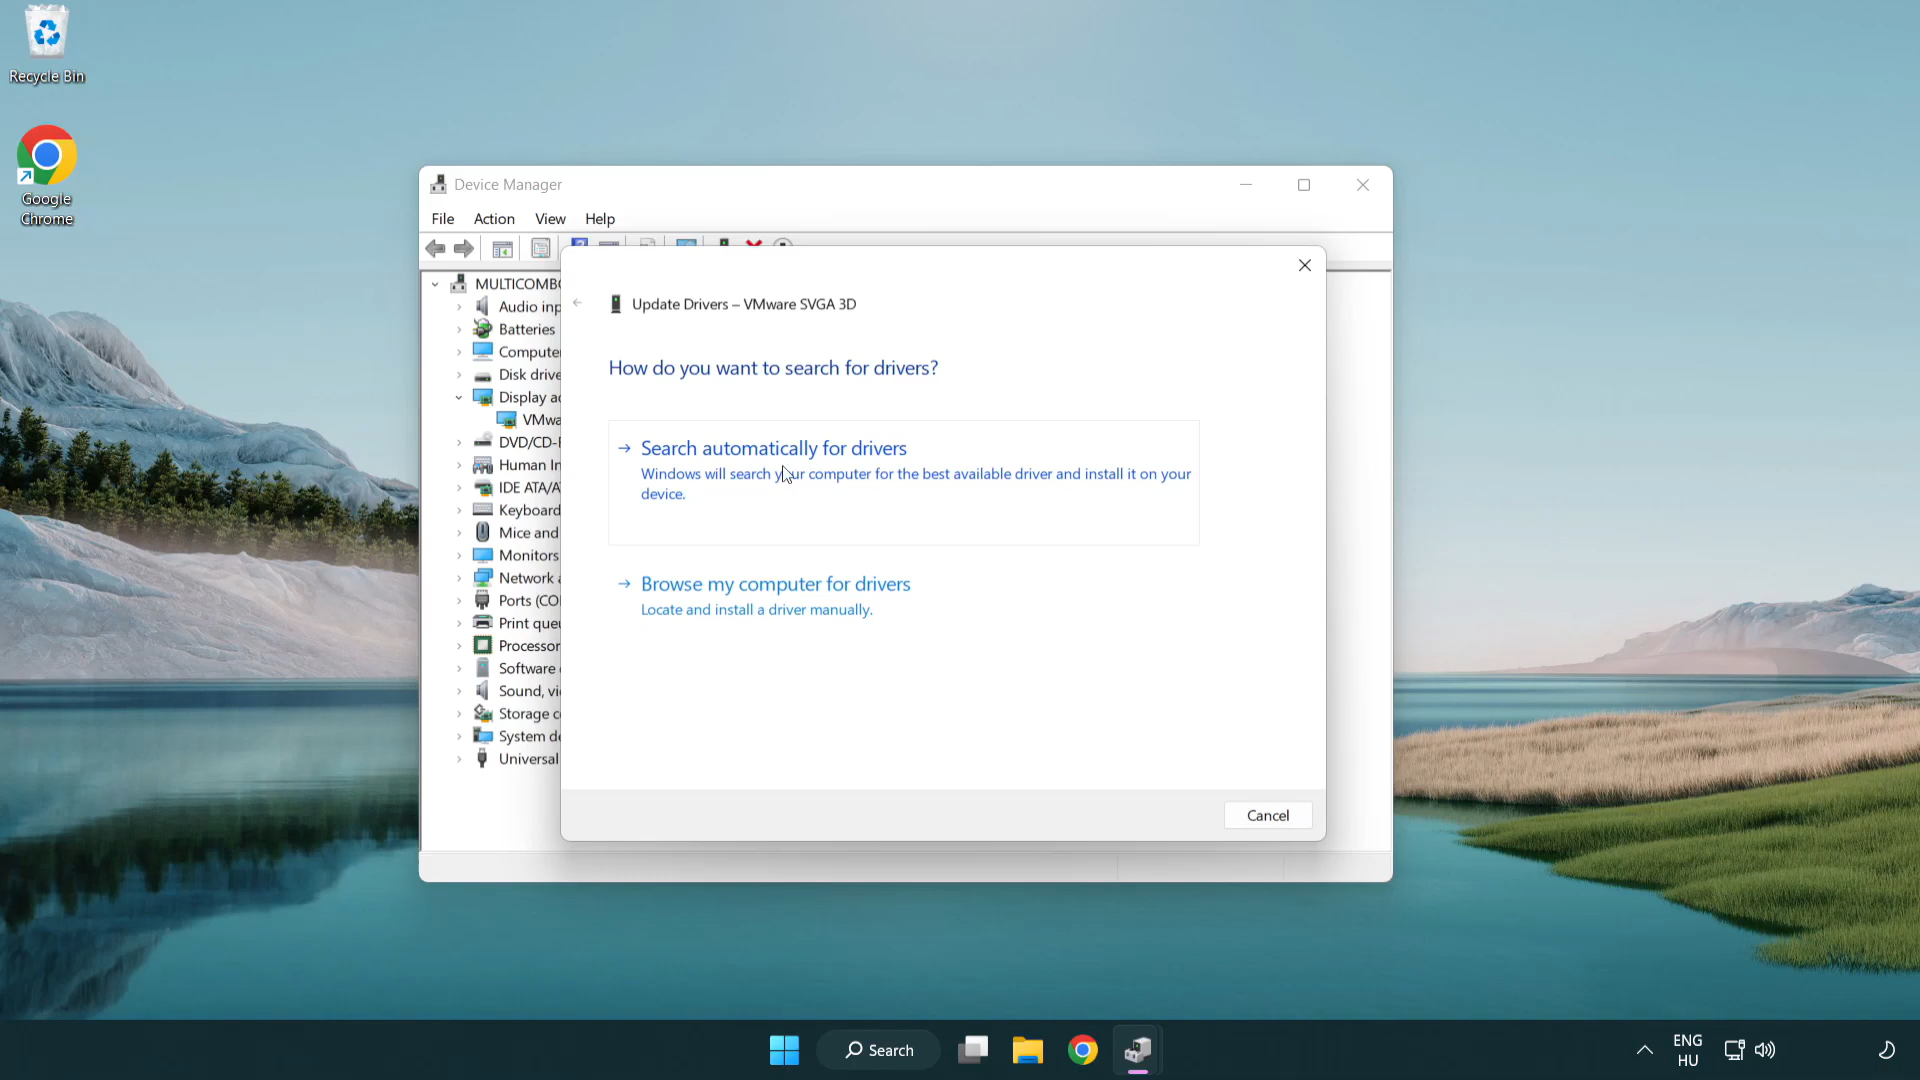 Recycle Bin
Google
Chrome
Device Manager
File Action View Help
MULTICOMBO
Audio inp
Batteries
Compute
Disk drive
Display a
VMwa
DVD/CD-R
Human In
IDE ATA/A
Keyboard
Mice and
Monitors
Network a
Ports (CO
Print que
Processor
Software
Sound, vi
Storage c
System de
Universal
Update Drivers – VMware SVGA 3D
How do you want to search for drivers?
Search automatically for drivers
Windows will search your computer for the best available driver and install it on your
device.
Browse my computer for drivers
Locate and install a driver manually.
Cancel
Search
ENG
HU